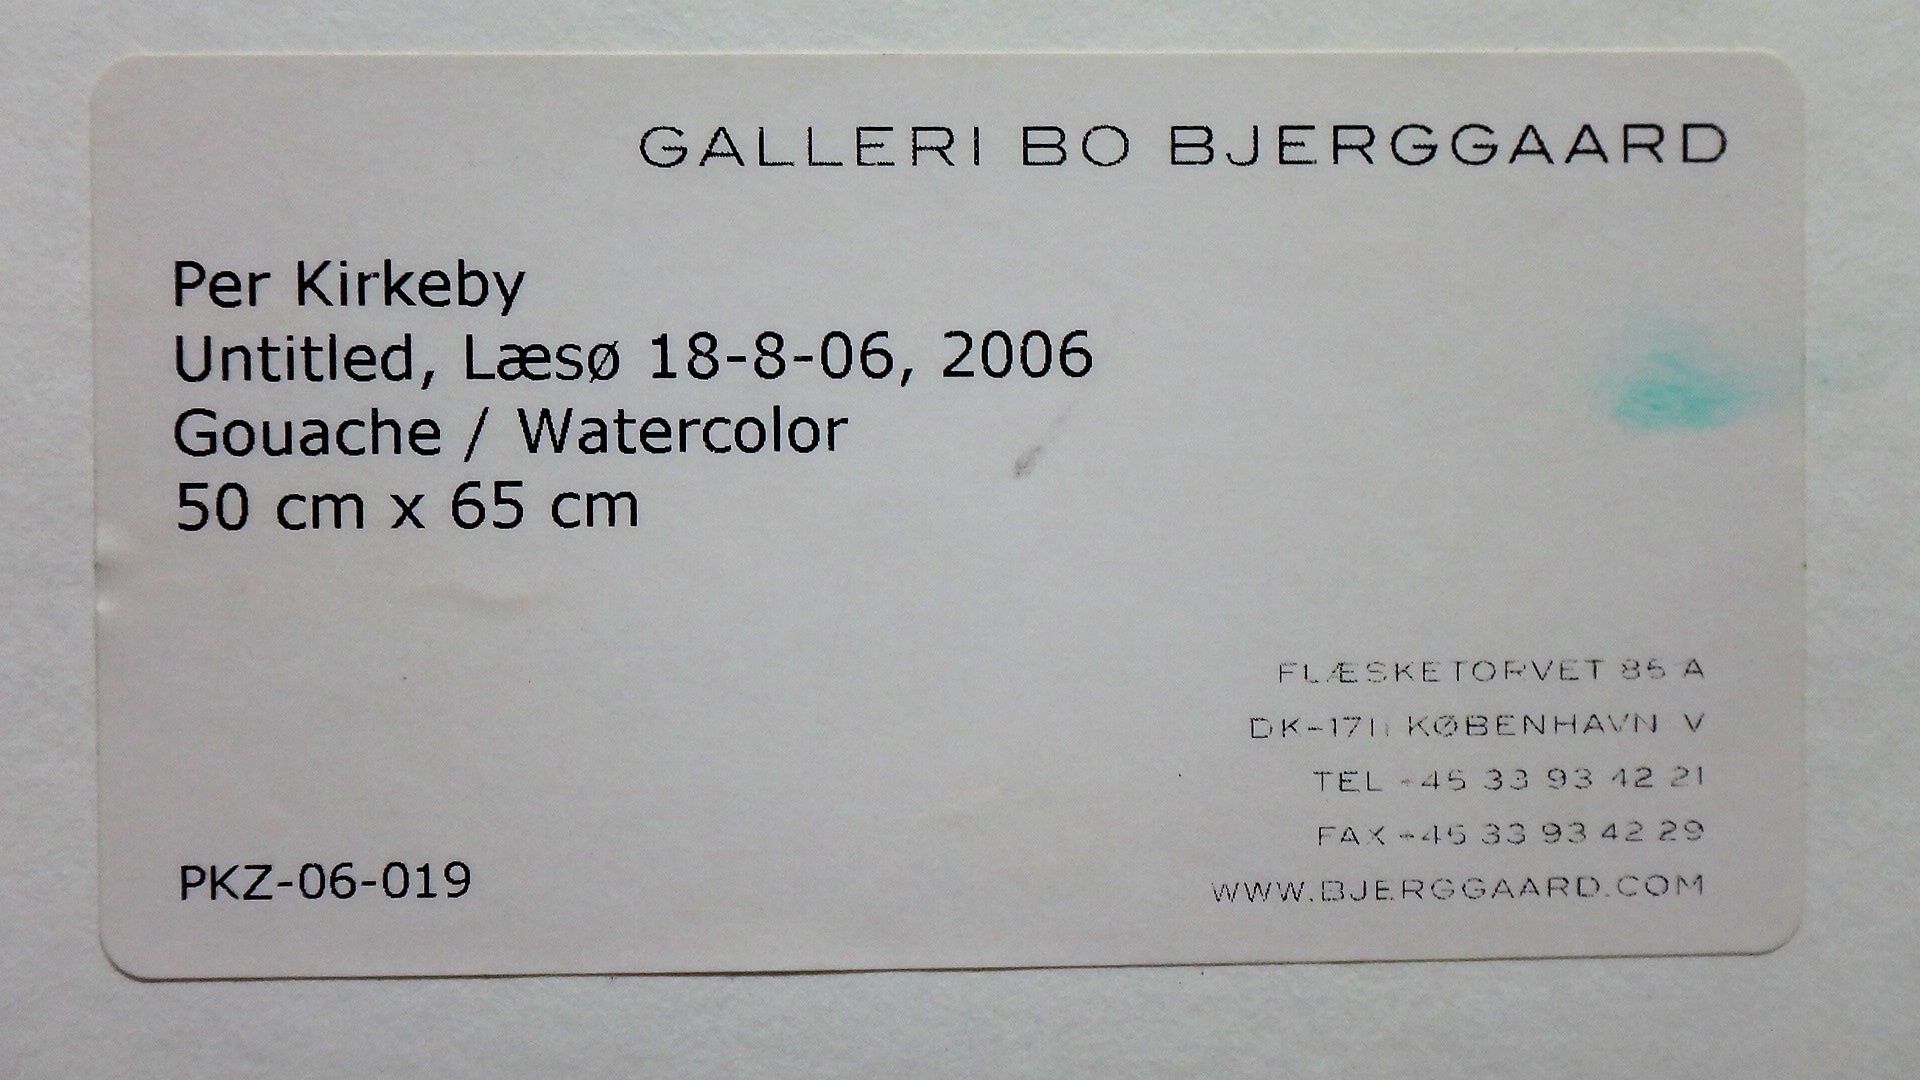 GALLERI BO BJERGGAARD
Per Kirkeby
Untitled, Læsø 18-8-06, 2006
Gouache / Watercolor
50 cm x 65 cm
FLÆSKETORVET 85 A
DK-1711 KØBENHAVN V
TEL +45 33 93 42 21
FAX +45 33 93 42 29
WWW.BJERGGAARD.COM
PKZ-06-019